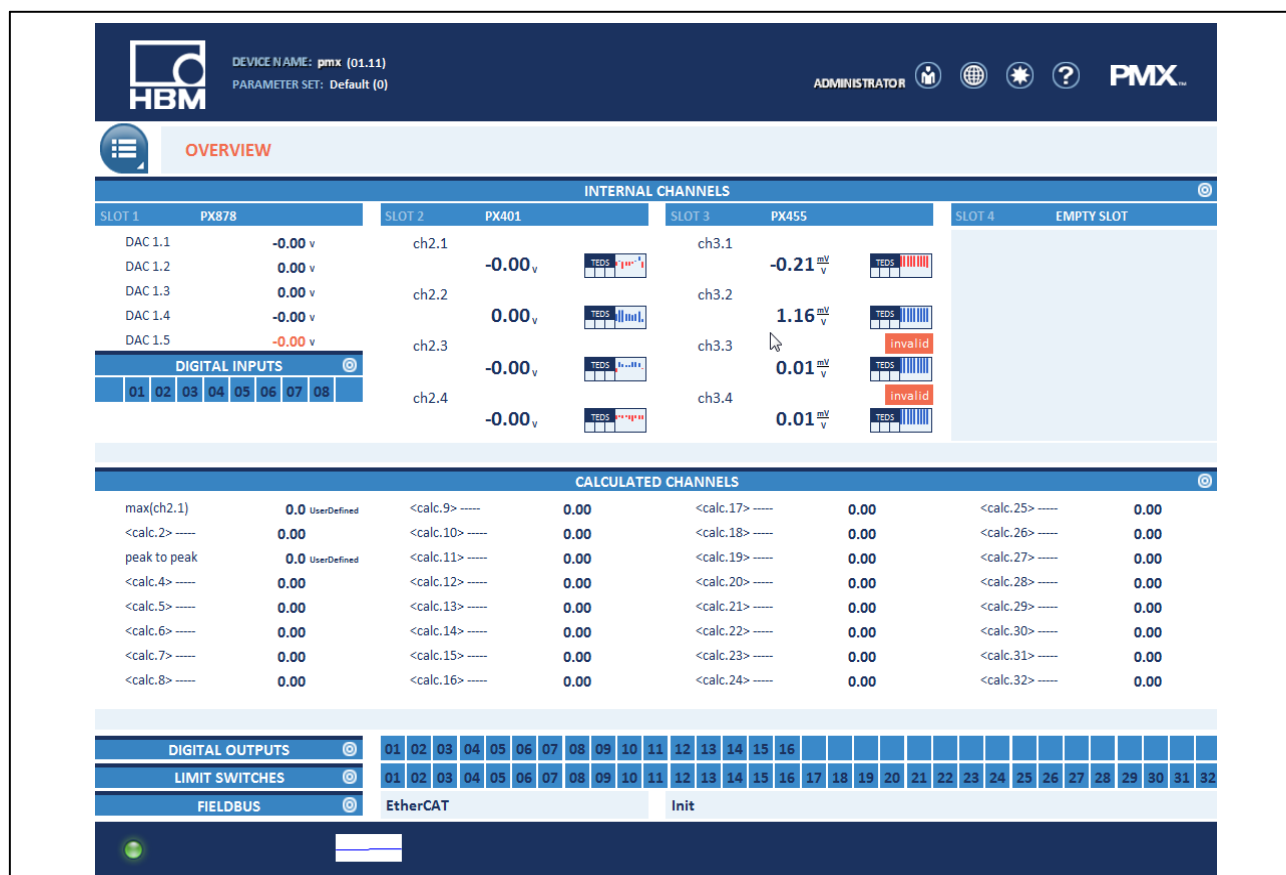 HBM
DEVICE NAME: pmx (01.11)
PARAMETER SET: Default (0)
ADMINISTRATOR ? PMX™
OVERVIEW
INTERNAL CHANNELS
SLOT 1 PX878
DAC 1.1 -0.00 V
DAC 1.2 0.00 V
DAC 1.3 0.00 V
DAC 1.4 -0.00 V
DAC 1.5 -0.00 V
DIGITAL INPUTS
01 02 03 04 05 06 07 08
SLOT 2 PX401
ch2.1
-0.00 V TEDS
ch2.2
0.00 V TEDS
ch2.3
-0.00 V TEDS
ch2.4
-0.00 V TEDS
SLOT 3 PX455
ch3.1
-0.21 mV/V TEDS
ch3.2
1.16 mV/V TEDS
ch3.3 invalid
0.01 mV/V TEDS
ch3.4 invalid
0.01 mV/V TEDS
SLOT 4 EMPTY SLOT
CALCULATED CHANNELS
max(ch2.1) 0.0 UserDefined <calc.9> ----- 0.00 <calc.17> ----- 0.00 <calc.25> ----- 0.00
<calc.2> ----- 0.00 <calc.10> ----- 0.00 <calc.18> ----- 0.00 <calc.26> ----- 0.00
peak to peak 0.0 UserDefined <calc.11> ----- 0.00 <calc.19> ----- 0.00 <calc.27> ----- 0.00
<calc.4> ----- 0.00 <calc.12> ----- 0.00 <calc.20> ----- 0.00 <calc.28> ----- 0.00
<calc.5> ----- 0.00 <calc.13> ----- 0.00 <calc.21> ----- 0.00 <calc.29> ----- 0.00
<calc.6> ----- 0.00 <calc.14> ----- 0.00 <calc.22> ----- 0.00 <calc.30> ----- 0.00
<calc.7> ----- 0.00 <calc.15> ----- 0.00 <calc.23> ----- 0.00 <calc.31> ----- 0.00
<calc.8> ----- 0.00 <calc.16> ----- 0.00 <calc.24> ----- 0.00 <calc.32> ----- 0.00
DIGITAL OUTPUTS 01 02 03 04 05 06 07 08 09 10 11 12 13 14 15 16
LIMIT SWITCHES 01 02 03 04 05 06 07 08 09 10 11 12 13 14 15 16 17 18 19 20 21 22 23 24 25 26 27 28 29 30 31 32
FIELDBUS EtherCAT Init